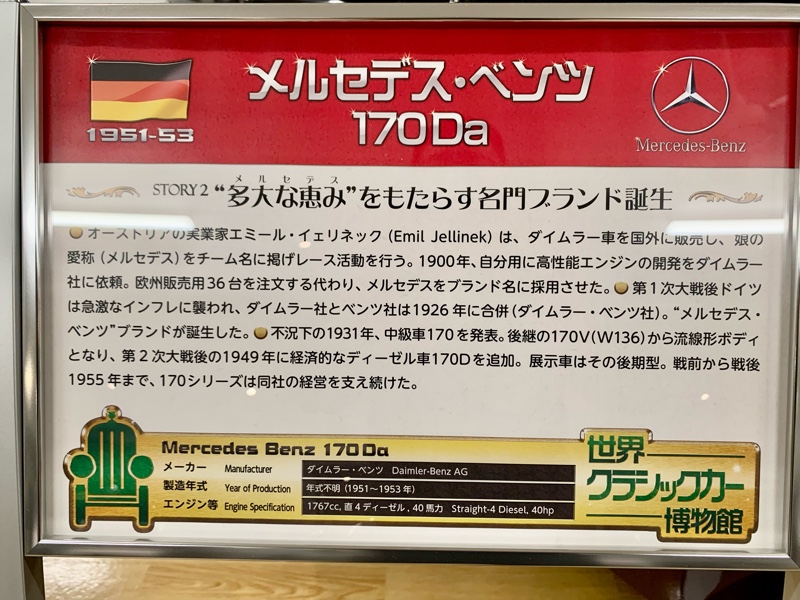 メルセデス・ベンツ
170Da
1951-53
Mercedes-Benz
メルセデス
STORY 2 “多大な恵み”をもたらす名門ブランド誕生
●オーストリアの実業家エミール・イェリネック（Emil Jellinek）は、ダイムラー車を国外に販売し、娘の
愛称（メルセデス）をチーム名に掲げレース活動を行う。1900年、自分用に高性能エンジンの開発をダイムラー
社に依頼。欧州販売用36台を注文する代わり、メルセデスをブランド名に採用させた。●第1次大戦後ドイツ
は急激なインフレに襲われ、ダイムラー社とベンツ社は1926年に合併（ダイムラー・ベンツ社）。“メルセデス・
ベンツ”ブランドが誕生した。●不況下の1931年、中級車170を発表。後継の170V（W136）から流線形ボディ
となり、第2次大戦後の1949年に経済的なディーゼル車170Dを追加。展示車はその後期型。戦前から戦後
1955年まで、170シリーズは同社の経営を支え続けた。
Mercedes Benz 170Da
メーカー Manufacturer ダイムラー・ベンツ Daimler-Benz AG
製造年式 Year of Production 年式不明（1951～1953年）
エンジン等 Engine Specification 1767cc, 直4ディーゼル, 40馬力 Straight-4 Diesel, 40hp
世界
クラシックカー
博物館